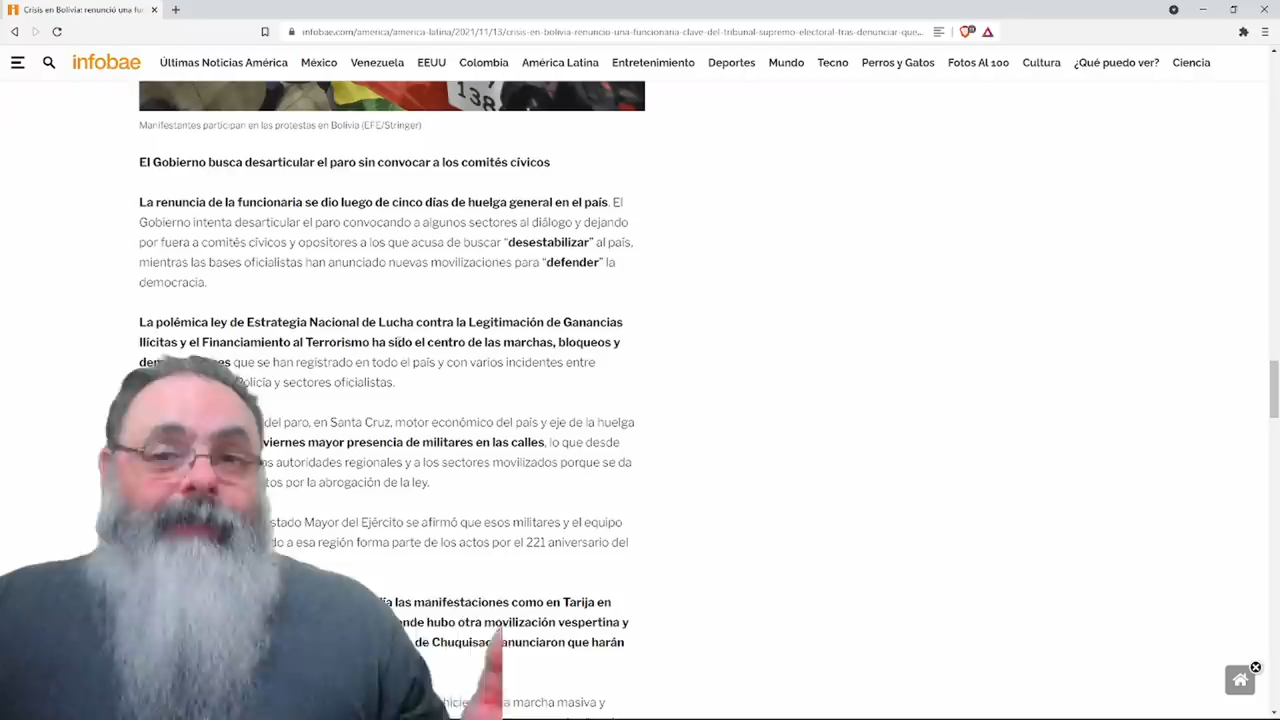 Crisis en Bolivia: renunció una fu
infobae.com/america/america-latina/2021/11/13/crisis-en-bolivia-renuncio-una-funcionaria-clave-del-tribunal-supremo-electoral-tras-denunciar-que...
infobae Últimas Noticias América México Venezuela EEUU Colombia América Latina Entretenimiento Deportes Mundo Tecno Perros y Gatos Fotos Al 100 Cultura ¿Qué puedo ver? Ciencia
138
Manifestantes participan en las protestas en Bolivia (EFE/Stringer)
El Gobierno busca desarticular el paro sin convocar a los comités cívicos
La renuncia de la funcionaria se dio luego de cinco días de huelga general en el país. El
Gobierno intenta desarticular el paro convocando a algunos sectores al diálogo y dejando
por fuera a comités cívicos y opositores a los que acusa de buscar “desestabilizar” al país,
mientras las bases oficialistas han anunciado nuevas movilizaciones para “defender” la
democracia.
La polémica ley de Estrategia Nacional de Lucha contra la Legitimación de Ganancias
Ilícitas y el Financiamiento al Terrorismo ha sido el centro de las marchas, bloqueos y
que se han registrado en todo el país y con varios incidentes entre
Policía y sectores oficialistas.
del paro, en Santa Cruz, motor económico del país y eje de la huelga
viernes mayor presencia de militares en las calles, lo que desde
autoridades regionales y a los sectores movilizados porque se da
por la abrogación de la ley.
Mayor del Ejército se afirmó que esos militares y el equipo
a esa región forma parte de los actos por el 221 aniversario del
las manifestaciones como en Tarija en
hubo otra movilización vespertina y
de anunciaron que harán
marcha masiva y